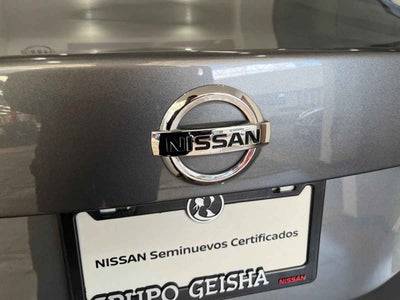 NISSAN
NISSAN Seminuevos Certificados
GRUPO GEISHA
NISSAN